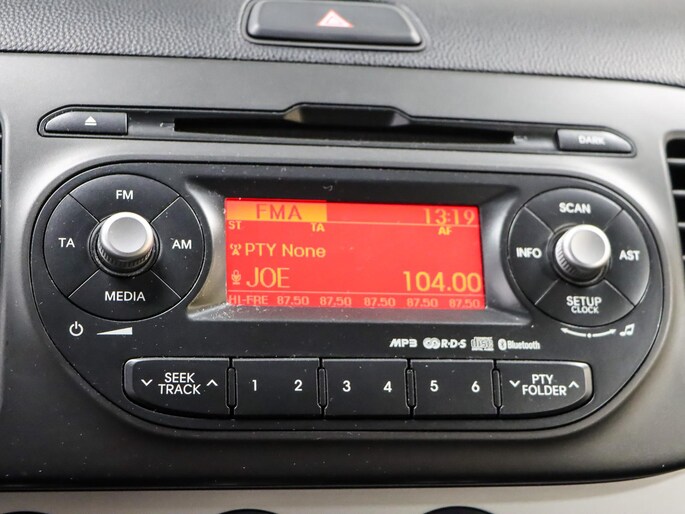 DARK
FM
TA
AM
MEDIA
FMA 13:19
ST TA AF
PTY None
JOE 104.00
HI-FRE 87.50 87.50 87.50 87.50 87.50
SCAN
INFO
AST
SETUP
CLOCK
MP3 R·D·S Bluetooth
SEEK
TRACK
1 2
3 4
5 6
PTY
FOLDER